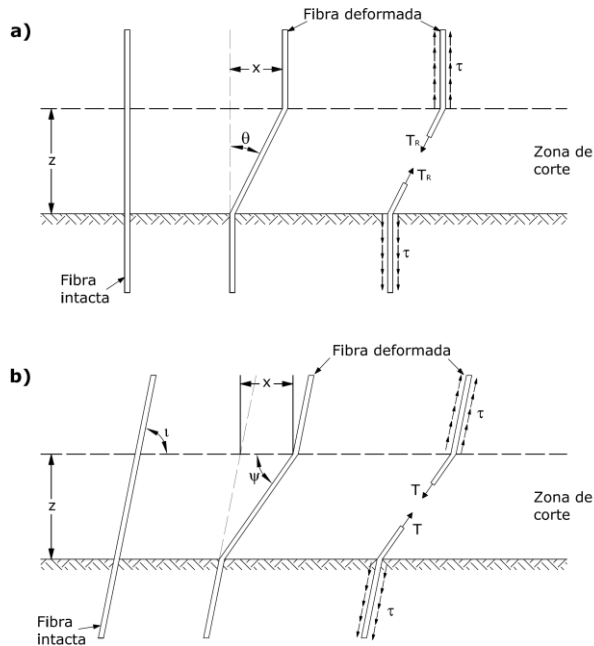 a)
Fibra deformada
x
τ
θ
z
T_R
T_R
Zona de
corte
τ
Fibra
intacta
b)
Fibra deformada
x
τ
ι
ψ
z
T
T
Zona de
corte
τ
Fibra
intacta